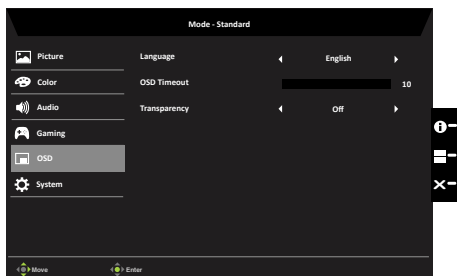 Mode - Standard
Picture
Language English
Color
OSD Timeout 10
Audio
Transparency Off
Gaming
OSD
System
Move Enter